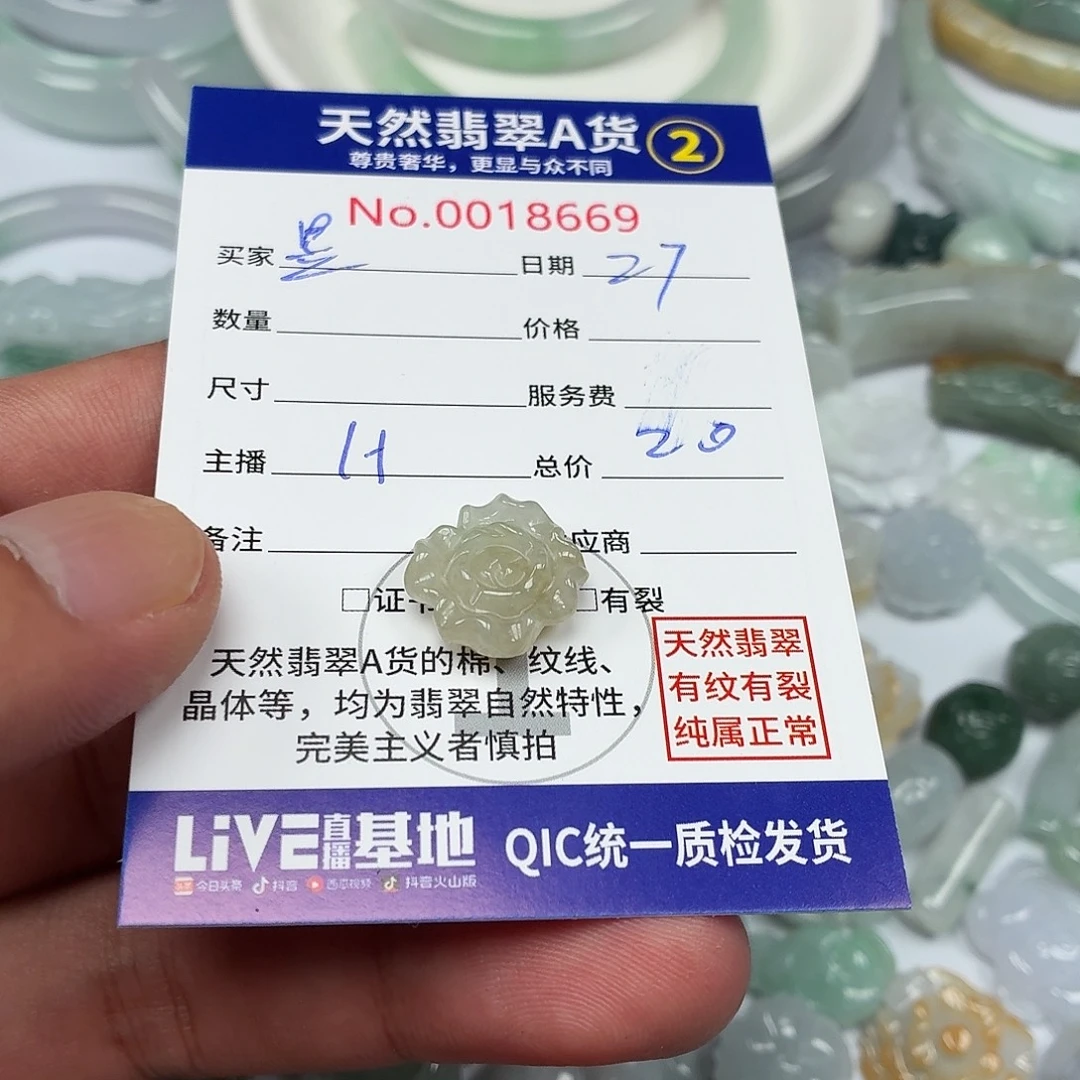 天然翡翠A货 2
尊贵奢华，更显与众不同
No.0018669
买家 日期 27
数量 价格
尺寸 服务费
主播 H 总价 20
备注 应商
□证书 □有裂
天然翡翠A货的棉、纹线、
晶体等，均为翡翠自然特性，
完美主义者慎拍
天然翡翠
有纹有裂
纯属正常
LiVE直播基地 QIC统一质检发货
今日头条 抖音 西瓜视频 抖音火山版